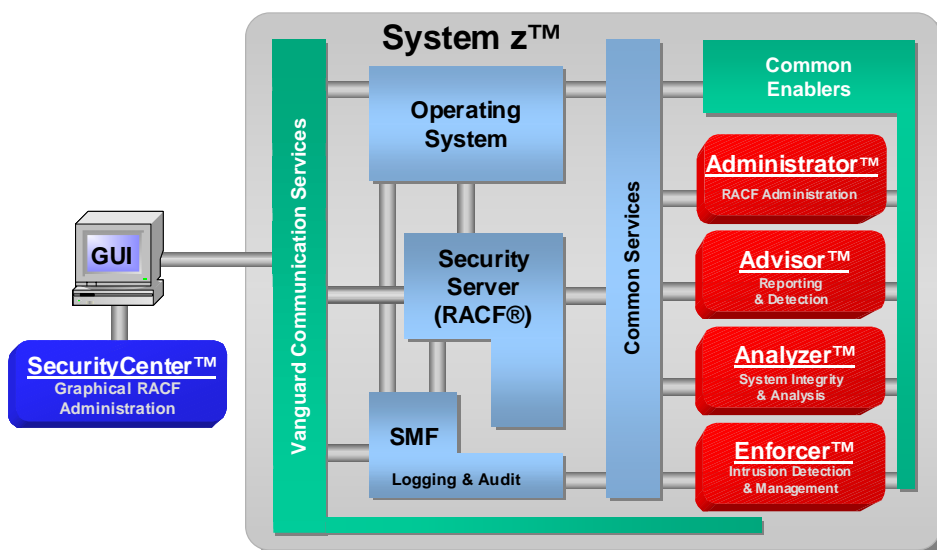 System z™
Vanguard Communication Services
Operating
System
Security
Server
(RACF®)
SMF
Logging & Audit
Common Services
Common
Enablers
Administrator™
RACF Administration
Advisor™
Reporting
& Detection
Analyzer™
System Integrity
& Analysis
Enforcer™
Intrusion Detection
& Management
GUI
SecurityCenter™
Graphical RACF
Administration